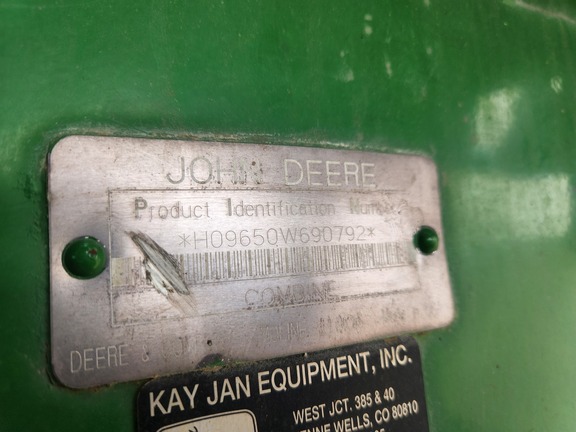 JOHN DEERE
Product Identification Number
*H09650W690792*
COMBINE
DEERE &
KAY JAN EQUIPMENT, INC.
WEST JCT. 385 & 40
WELLS, CO 80810